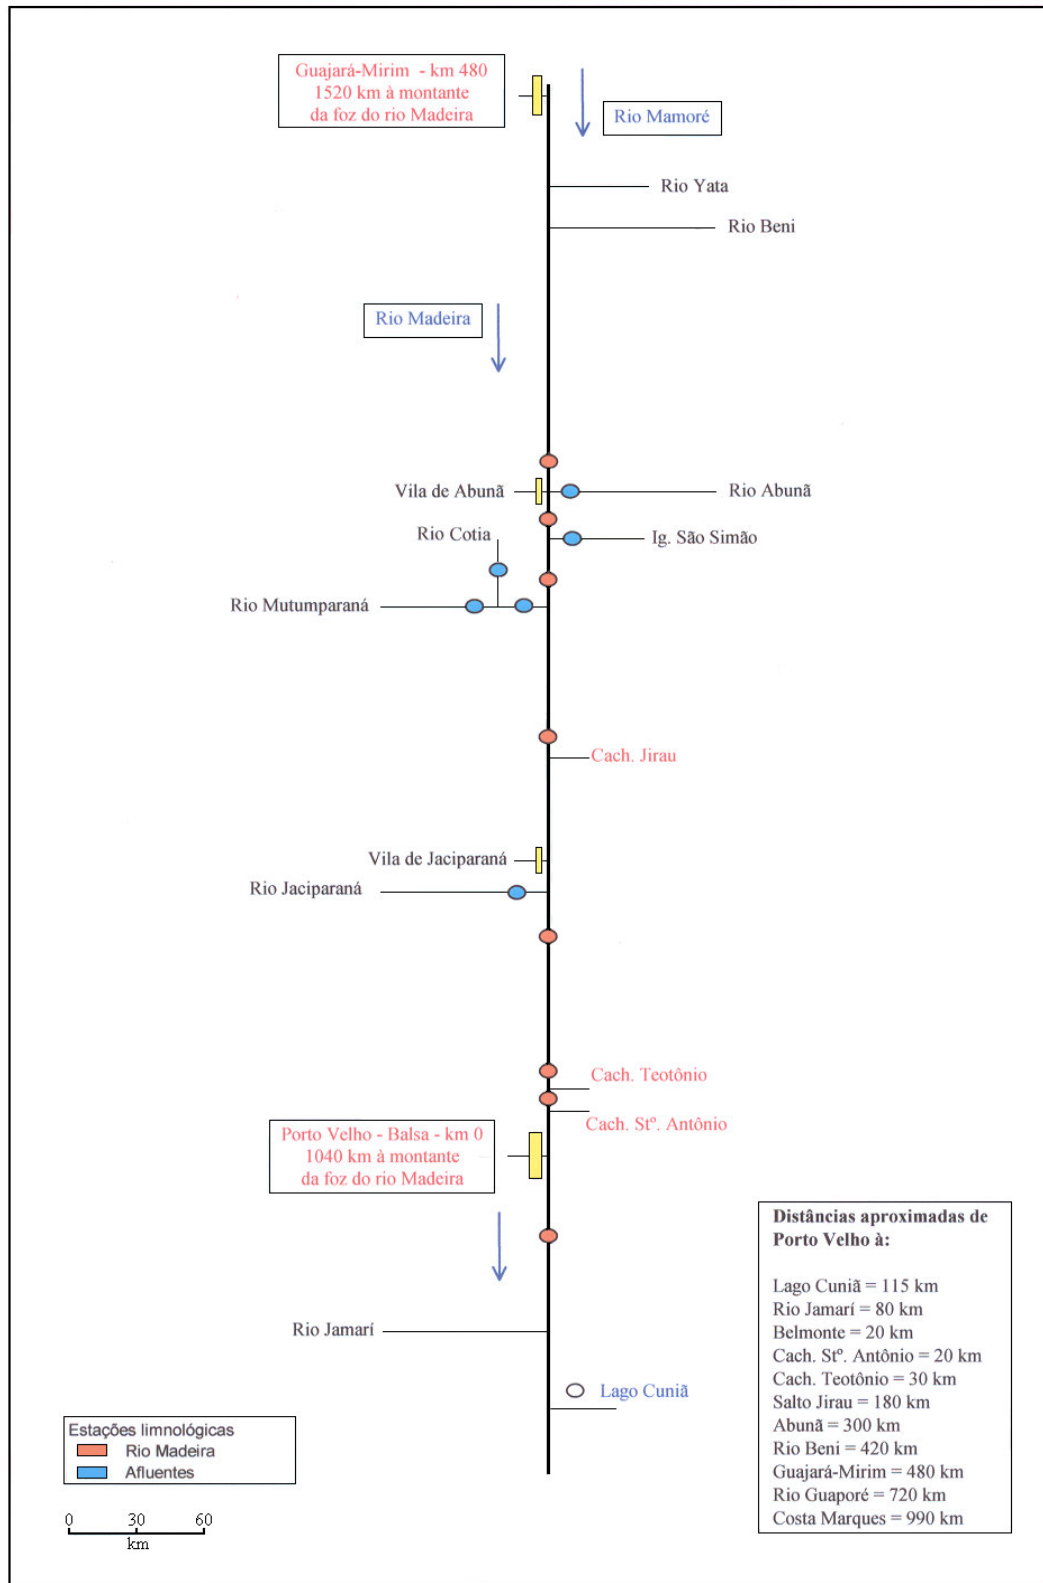 Guajará-Mirim - km 480
1520 km à montante
da foz do rio Madeira
Rio Mamoré
Rio Yata
Rio Beni
Rio Madeira
Vila de Abunã
Rio Abunã
Rio Cotia
Ig. São Simão
Rio Mutumparaná
Cach. Jirau
Vila de Jaciparaná
Rio Jaciparaná
Cach. Teotônio
Cach. Stº. Antônio
Porto Velho - Balsa - km 0
1040 km à montante
da foz do rio Madeira
Rio Jamarí
Lago Cuniã
Distâncias aproximadas de
Porto Velho à:
Lago Cuniã = 115 km
Rio Jamarí = 80 km
Belmonte = 20 km
Cach. Stº. Antônio = 20 km
Cach. Teotônio = 30 km
Salto Jirau = 180 km
Abunã = 300 km
Rio Beni = 420 km
Guajará-Mirim = 480 km
Rio Guaporé = 720 km
Costa Marques = 990 km
Estações limnológicas
Rio Madeira
Afluentes
0 30 60
km